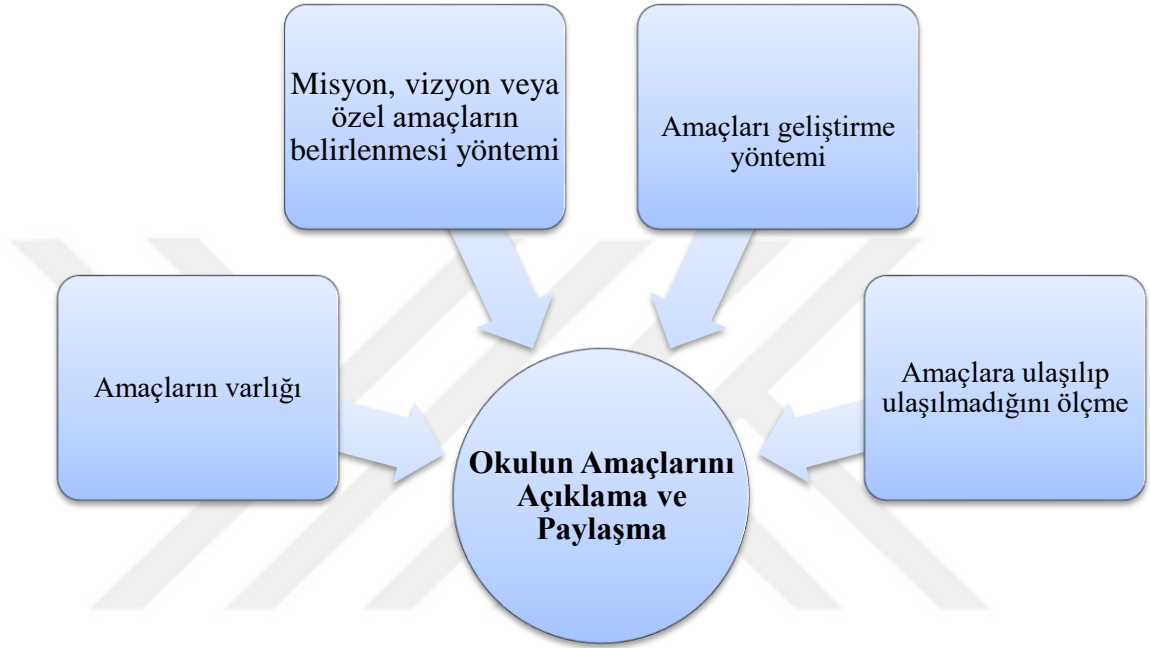 Misyon, vizyon veya
özel amaçların
belirlenmesi yöntemi
Amaçları geliştirme
yöntemi
Amaçların varlığı
Amaçlara ulaşılıp
ulaşılmadığını ölçme
Okulun Amaçlarını
Açıklama ve
Paylaşma